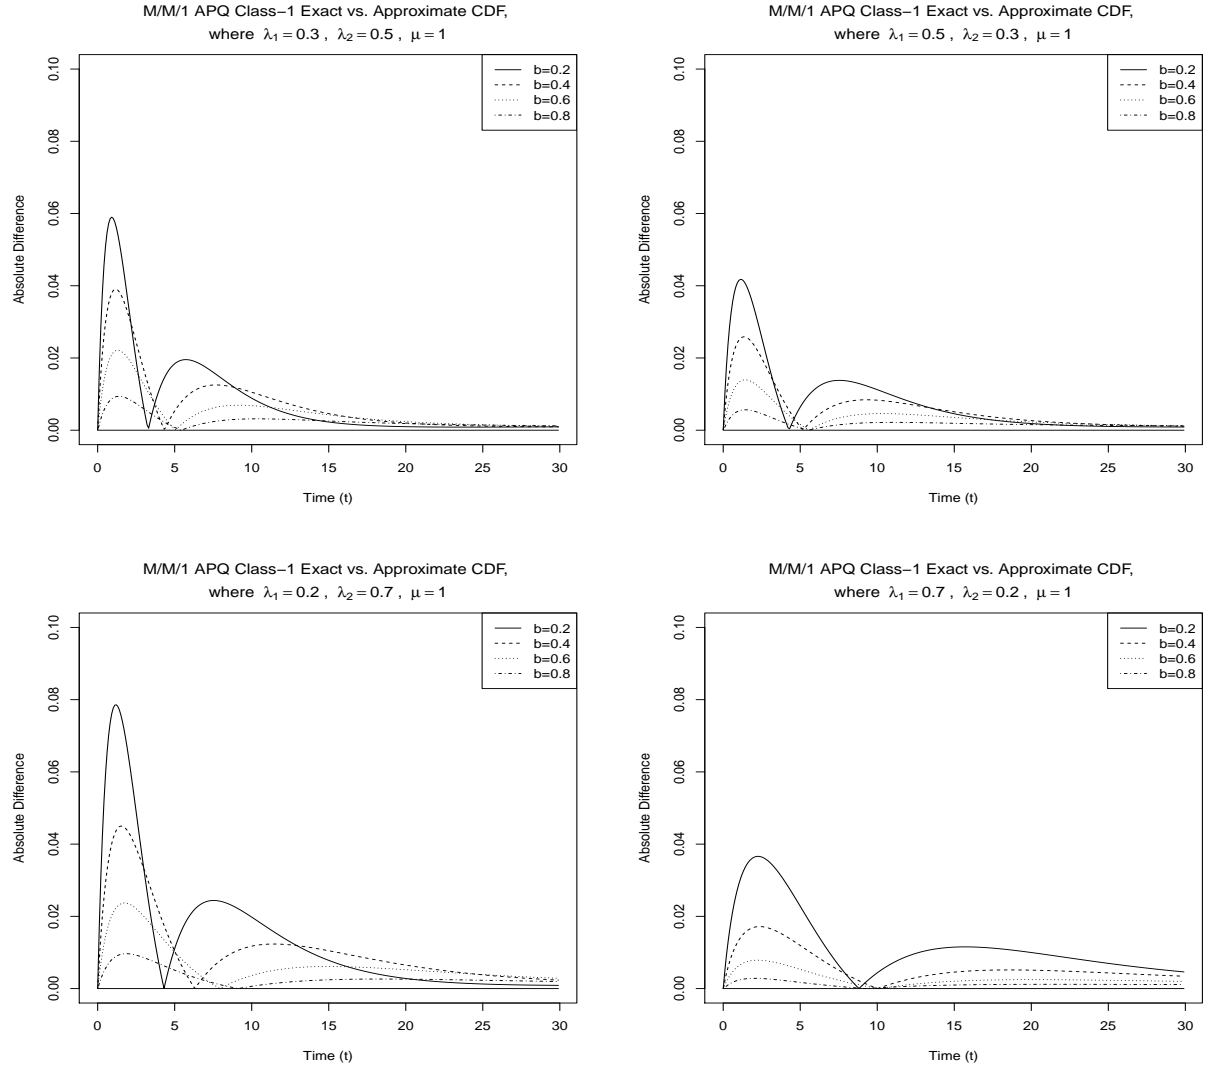 M/M/1 APQ Class−1 Exact vs. Approximate CDF,
where λ1 = 0.3 , λ2 = 0.5 , μ = 1
b=0.2
b=0.4
b=0.6
b=0.8
Absolute Difference
0.00 0.02 0.04 0.06 0.08 0.10
0 5 10 15 20 25 30
Time (t)
M/M/1 APQ Class−1 Exact vs. Approximate CDF,
where λ1 = 0.5 , λ2 = 0.3 , μ = 1
b=0.2
b=0.4
b=0.6
b=0.8
Absolute Difference
0.00 0.02 0.04 0.06 0.08 0.10
0 5 10 15 20 25 30
Time (t)
M/M/1 APQ Class−1 Exact vs. Approximate CDF,
where λ1 = 0.2 , λ2 = 0.7 , μ = 1
b=0.2
b=0.4
b=0.6
b=0.8
Absolute Difference
0.00 0.02 0.04 0.06 0.08 0.10
0 5 10 15 20 25 30
Time (t)
M/M/1 APQ Class−1 Exact vs. Approximate CDF,
where λ1 = 0.7 , λ2 = 0.2 , μ = 1
b=0.2
b=0.4
b=0.6
b=0.8
Absolute Difference
0.00 0.02 0.04 0.06 0.08 0.10
0 5 10 15 20 25 30
Time (t)